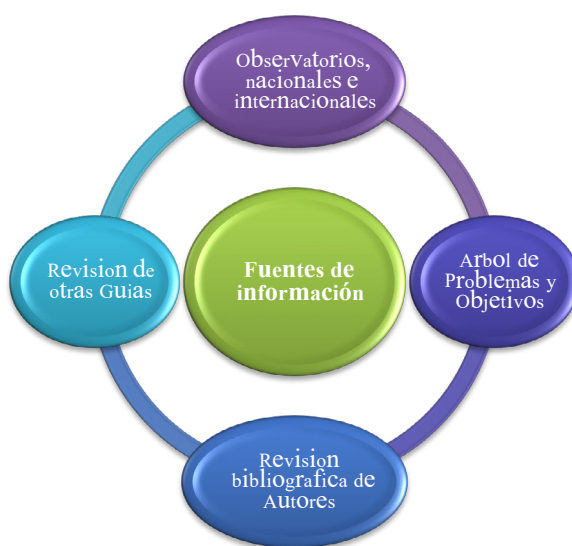 Observatorios,
nacionales e
internacionales
Revision de
otras Guias
Fuentes de
información
Arbol de
Problemas y
Objetivos
Revision
bibliografica de
Autores